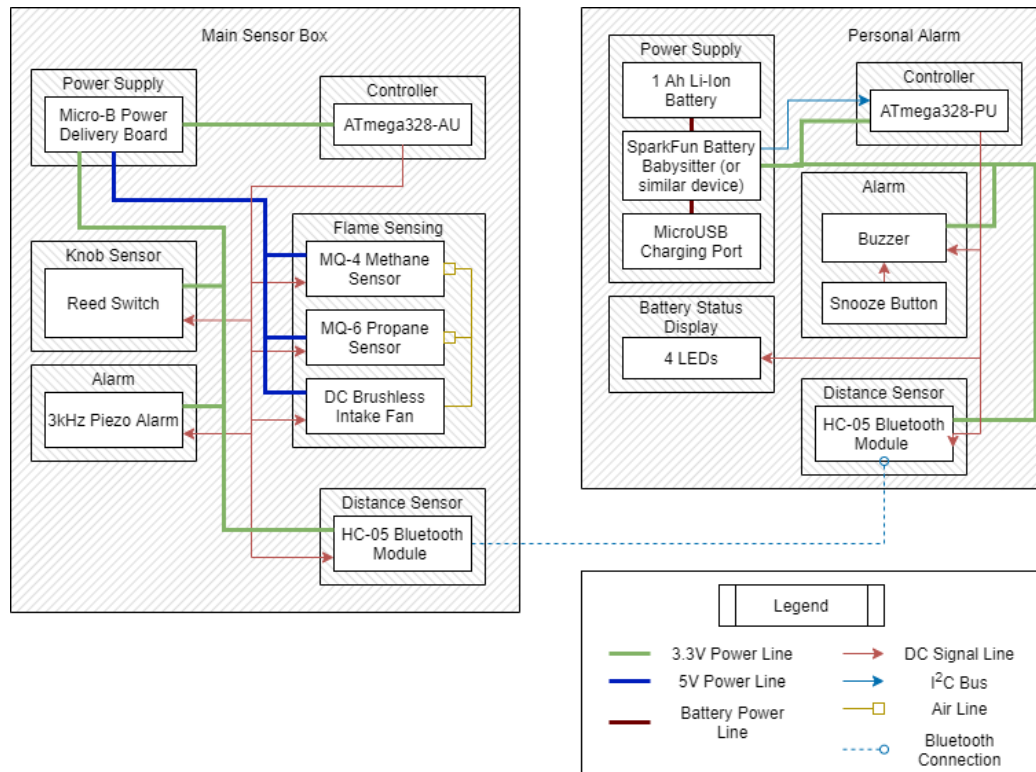 Main Sensor Box
Power Supply
Micro-B Power
Delivery Board
Controller
ATmega328-AU
Flame Sensing
MQ-4 Methane
Sensor
MQ-6 Propane
Sensor
DC Brushless
Intake Fan
Knob Sensor
Reed Switch
Alarm
3kHz Piezo Alarm
Distance Sensor
HC-05 Bluetooth
Module
Personal Alarm
Power Supply
1 Ah Li-Ion
Battery
SparkFun Battery
Babysitter (or
similar device)
MicroUSB
Charging Port
Controller
ATmega328-PU
Alarm
Buzzer
Snooze Button
Battery Status
Display
4 LEDs
Distance Sensor
HC-05 Bluetooth
Module
Legend
3.3V Power Line
5V Power Line
Battery Power
Line
DC Signal Line
I²C Bus
Air Line
Bluetooth
Connection